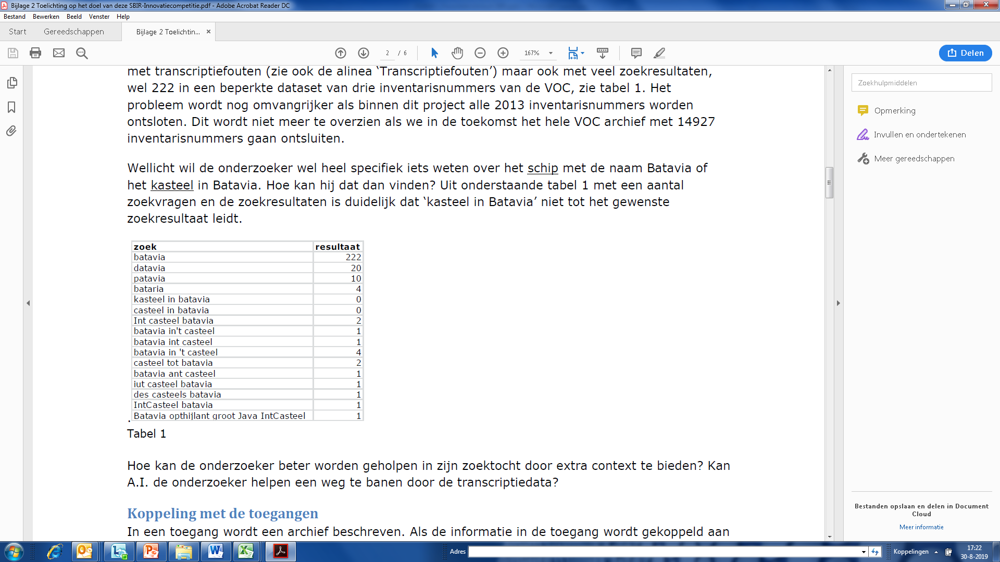 Bijlage 2 Toelichting op het doel van deze SBIR-Innovatiecompetitie.pdf - Adobe Acrobat Reader DC
Bestand Bewerken Beeld Venster Help
Start Gereedschappen Bijlage 2 Toelichtin... ×
2 / 6 167% Delen
met transcriptiefouten (zie ook de alinea ‘Transcriptiefouten’) maar ook met veel zoekresultaten,
wel 222 in een beperkte dataset van drie inventarisnummers van de VOC, zie tabel 1. Het
probleem wordt nog omvangrijker als binnen dit project alle 2013 inventarisnummers worden
ontsloten. Dit wordt niet meer te overzien als we in de toekomst het hele VOC archief met 14927
inventarisnummers gaan ontsluiten.
Wellicht wil de onderzoeker wel heel specifiek iets weten over het schip met de naam Batavia of
het kasteel in Batavia. Hoe kan hij dat dan vinden? Uit onderstaande tabel 1 met een aantal
zoekvragen en de zoekresultaten is duidelijk dat ‘kasteel in Batavia’ niet tot het gewenste
zoekresultaat leidt.
zoek resultaat
batavia 222
datavia 20
patavia 10
bataria 4
kasteel in batavia 0
casteel in batavia 0
Int casteel batavia 2
batavia in't casteel 1
batavia int casteel 1
batavia in 't casteel 4
casteel tot batavia 2
batavia ant casteel 1
iut casteel batavia 1
des casteels batavia 1
IntCasteel batavia 1
Batavia opthijlant groot Java IntCasteel 1
.
Tabel 1
Hoe kan de onderzoeker beter worden geholpen in zijn zoektocht door extra context te bieden? Kan
A.I. de onderzoeker helpen een weg te banen door de transcriptiedata?
Koppeling met de toegangen
In een toegang wordt een archief beschreven. Als de informatie in de toegang wordt gekoppeld aan
Zoekhulpmiddelen
Opmerking
Invullen en ondertekenen
Meer gereedschappen
Bestanden opslaan en delen in Document
Cloud
Meer informatie
Adres Koppelingen 17:22
30-8-2019